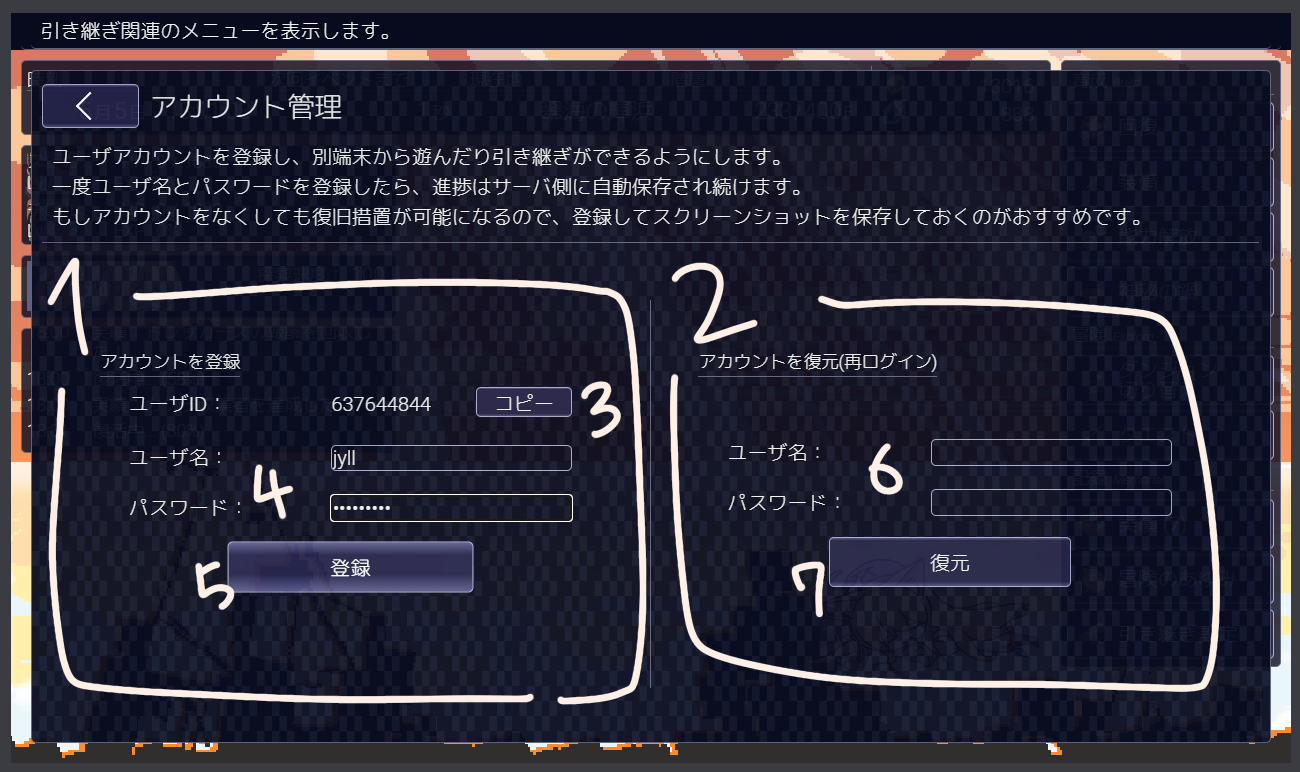 引き継ぎ関連のメニューを表示します。
アカウント管理
ユーザアカウントを登録し、別端末から遊んだり引き継ぎができるようにします。
一度ユーザ名とパスワードを登録したら、進捗はサーバ側に自動保存され続けます。
もしアカウントをなくしても復旧措置が可能になるので、登録してスクリーンショットを保存しておくのがおすすめです。
1
アカウントを登録
ユーザID： 637644844 コピー 3
ユーザ名： jyll
4
パスワード： •••••••••
5 登録
2
アカウントを復元(再ログイン)
ユーザ名：
6
パスワード：
7 復元